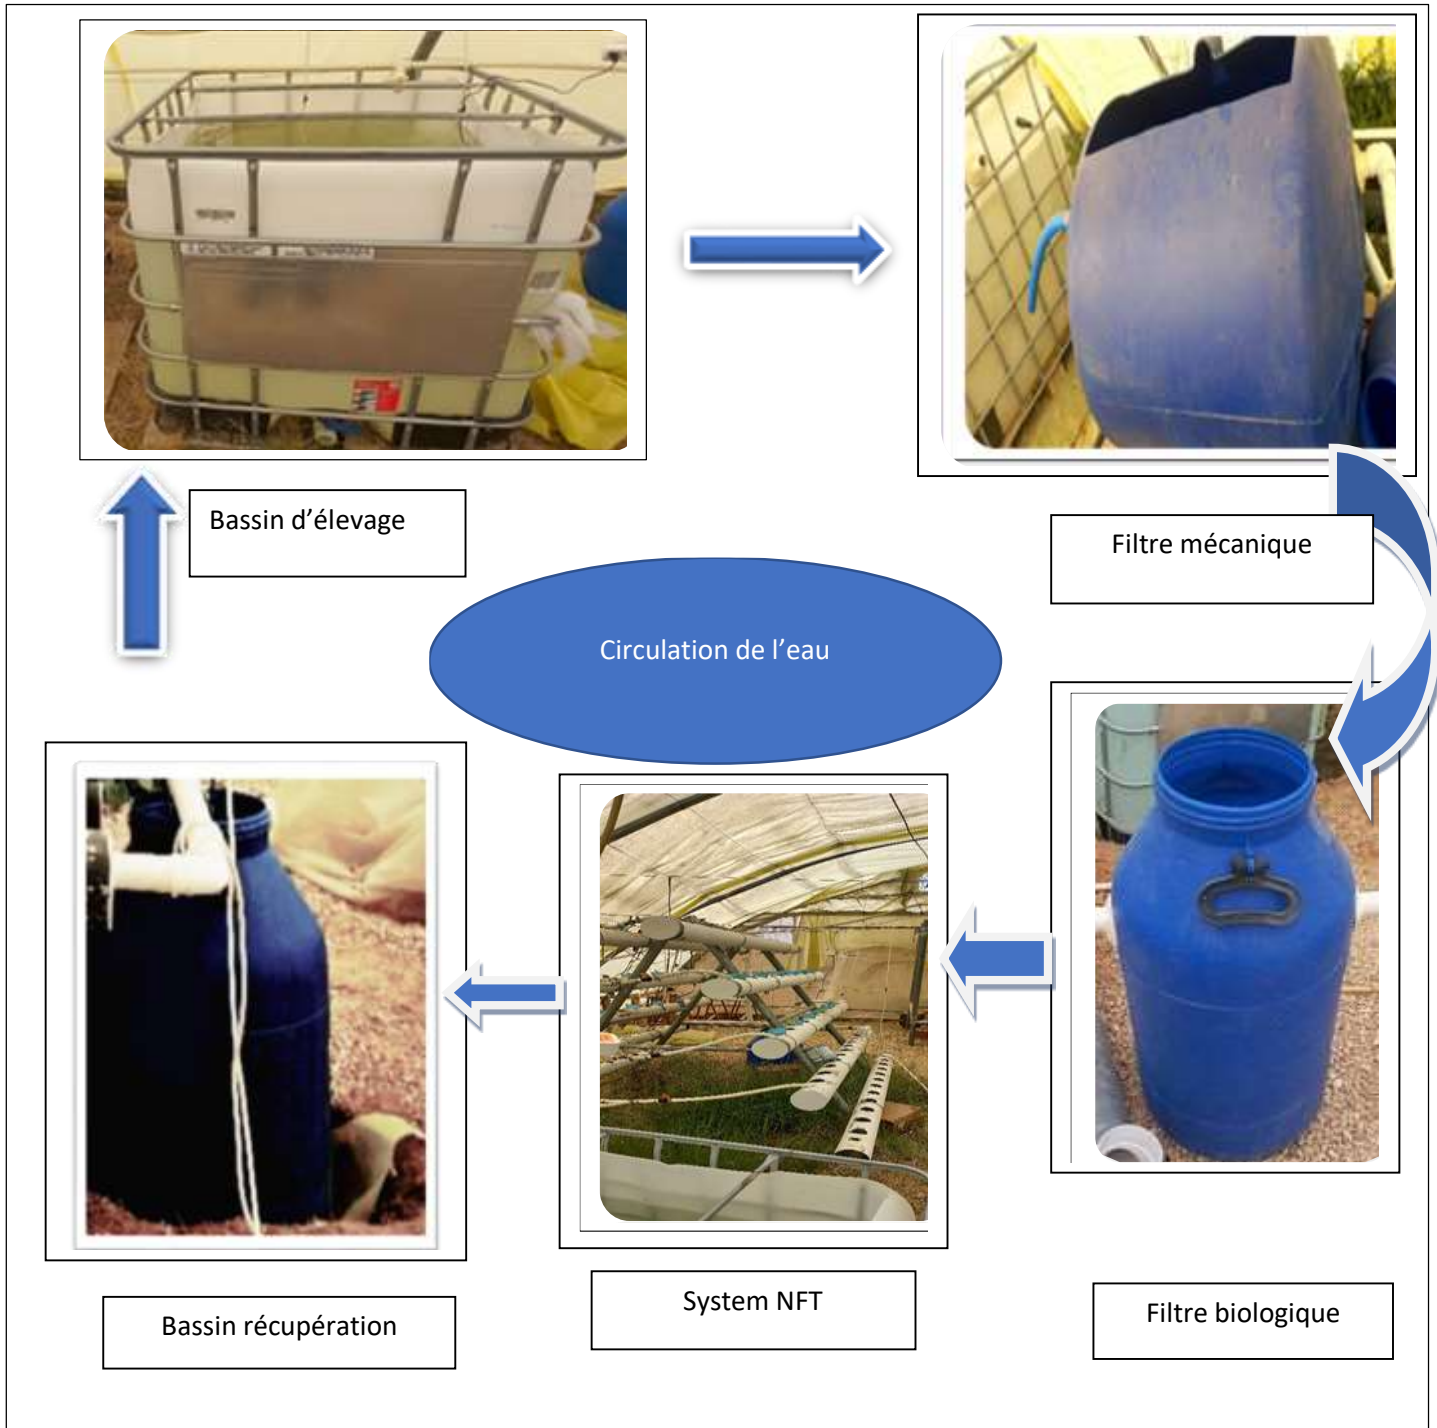 Bassin d’élevage
Filtre mécanique
Circulation de l’eau
System NFT
Filtre biologique
Bassin récupération